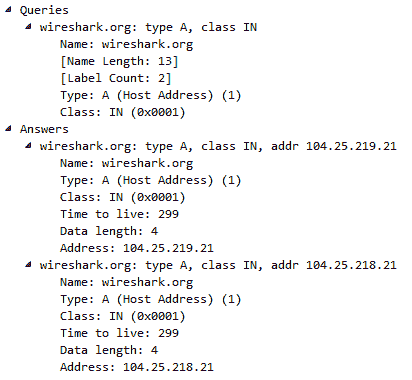 Queries
wireshark.org: type A, class IN
Name: wireshark.org
[Name Length: 13]
[Label Count: 2]
Type: A (Host Address) (1)
Class: IN (0x0001)
Answers
wireshark.org: type A, class IN, addr 104.25.219.21
Name: wireshark.org
Type: A (Host Address) (1)
Class: IN (0x0001)
Time to live: 299
Data length: 4
Address: 104.25.219.21
wireshark.org: type A, class IN, addr 104.25.218.21
Name: wireshark.org
Type: A (Host Address) (1)
Class: IN (0x0001)
Time to live: 299
Data length: 4
Address: 104.25.218.21